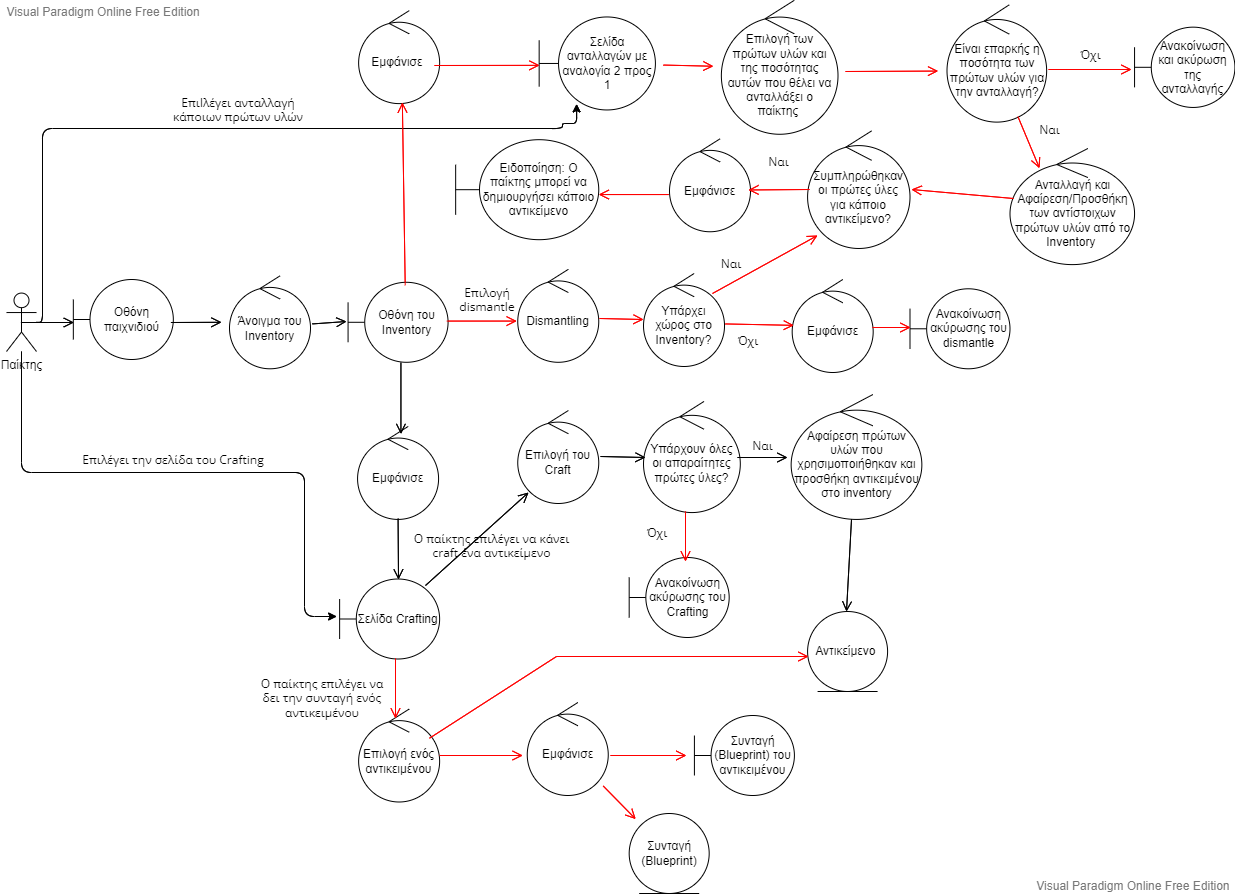 Visual Paradigm Online Free Edition
Εμφάνισε
Σελίδα
ανταλλαγών με
αναλογία 2 προς
1
Επιλογή των
πρώτων υλών και
της ποσότητας
αυτών που θέλει να
ανταλλάξει ο
παίκτης
Είναι επαρκής η
ποσότητα των
πρώτων υλών για
την ανταλλαγή?
Όχι
Ανακοίνωση
και ακύρωση
της
ανταλλαγής
Επιλέγει ανταλλαγή
κάποιων πρώτων υλών
Ναι
Ειδοποίηση: Ο
παίκτης μπορεί να
δημιουργήσει κάποιο
αντικείμενο
Εμφάνισε
Ναι
Συμπληρώθηκαν
οι πρώτες ύλες
για κάποιο
αντικείμενο?
Ανταλλαγή και
Αφαίρεση/Προσθήκη
των αντίστοιχων
πρώτων υλών από το
Inventory
Ναι
Παίκτης
Οθόνη
παιχνιδιού
Άνοιγμα του
Inventory
Οθόνη του
Inventory
Επιλογή
dismantle
Dismantling
Υπάρχει
χώρος στο
Inventory?
Όχι
Εμφάνισε
Ανακοίνωση
ακύρωσης του
dismantle
Επιλέγει την σελίδα του Crafting
Εμφάνισε
Επιλογή του
Craft
Υπάρχουν όλες
οι απαραίτητες
πρώτες ύλες?
Ναι
Αφαίρεση πρώτων
υλών που
χρησιμοποιήθηκαν και
προσθήκη αντικειμένου
στο inventory
Ο παίκτης επιλέγει να κάνει
craft ένα αντικείμενο
Όχι
Ανακοίνωση
ακύρωσης του
Crafting
Σελίδα Crafting
Αντικείμενο
Ο παίκτης επιλέγει να
δει την συνταγή ενός
αντικειμένου
Επιλογή ενός
αντικειμένου
Εμφάνισε
Συνταγή
(Blueprint) του
αντικειμένου
Συνταγή
(Blueprint)
Visual Paradigm Online Free Edition